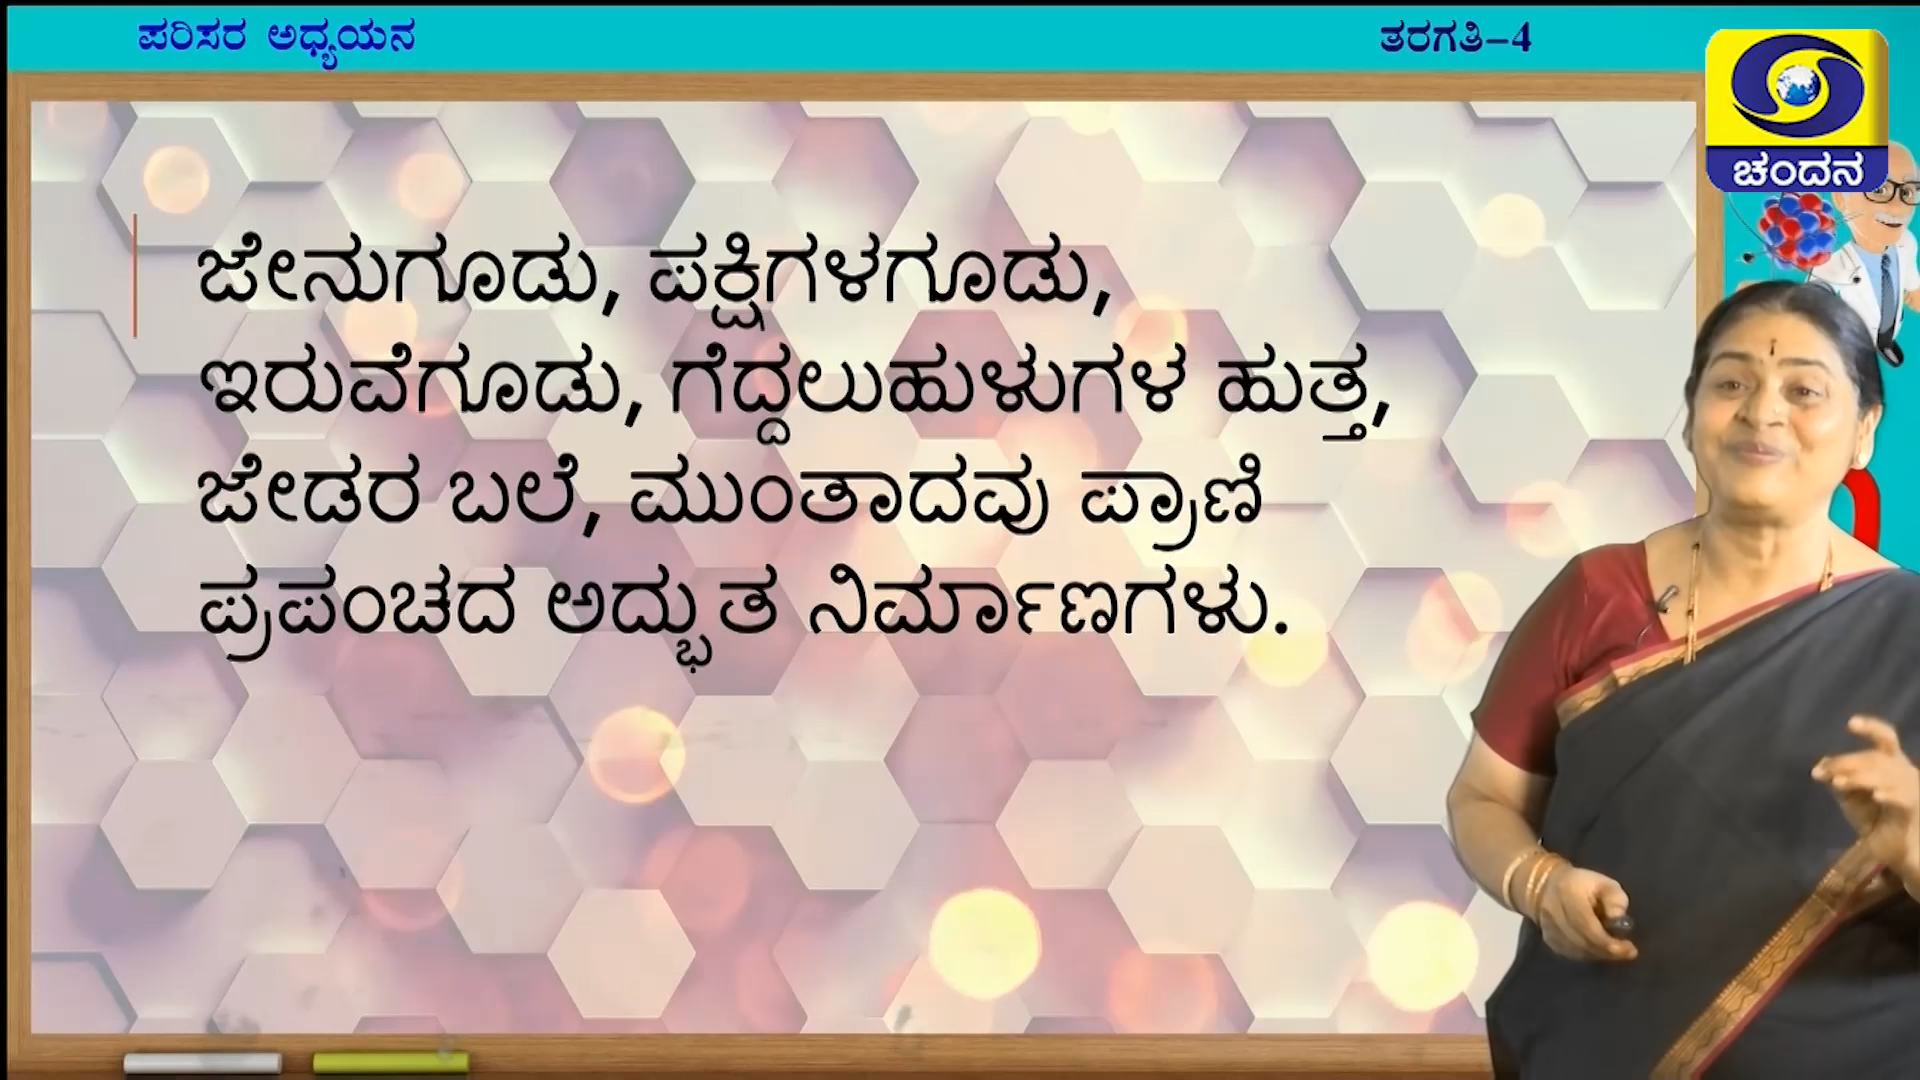 ಪರಿಸರ ಅಧ್ಯಯನ
ತರಗತಿ-4
ಚಂದನ
ಜೇನುಗೂಡು, ಪಕ್ಷಿಗಳಗೂಡು,
ಇರುವೆಗೂಡು, ಗೆದ್ದಲುಹುಳುಗಳ ಹುತ್ತ,
ಜೇಡರ ಬಲೆ, ಮುಂತಾದವು ಪ್ರಾಣಿ
ಪ್ರಪಂಚದ ಅದ್ಭುತ ನಿರ್ಮಾಣಗಳು.